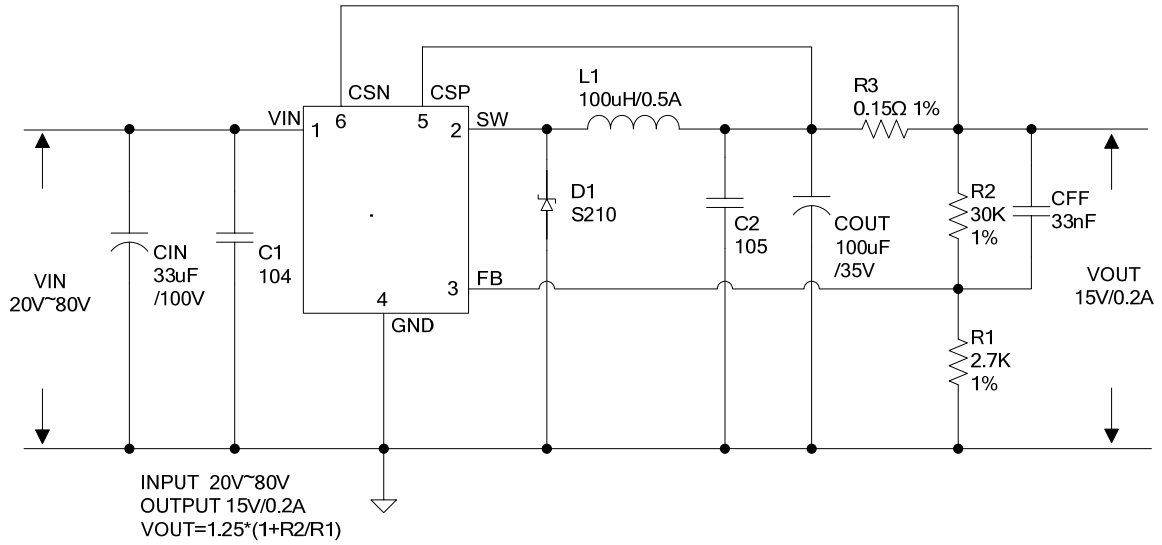 CSN
CSP
VIN
1
6
5
2
SW
L1
100uH/0.5A
R3
0.15Ω 1%
D1
S210
C2
105
COUT
100uF
/35V
R2
30K
1%
CFF
33nF
CIN
33uF
/100V
C1
104
VIN
20V~80V
3
FB
4
GND
VOUT
15V/0.2A
R1
2.7K
1%
INPUT 20V~80V
OUTPUT 15V/0.2A
VOUT=1.25*(1+R2/R1)